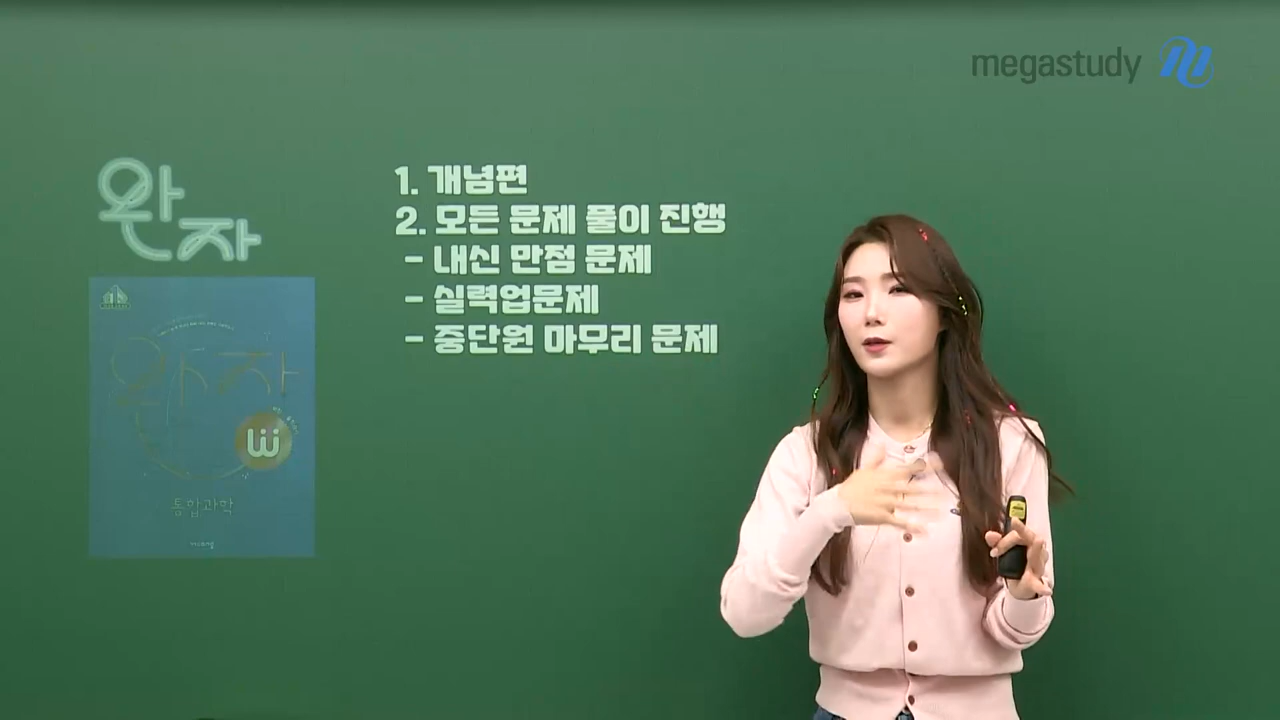 megastudy
완자
1. 개념편
2. 모든 문제 풀이 진행
- 내신 만점 문제
- 실력업문제
- 중단원 마무리 문제
완자
통합과학